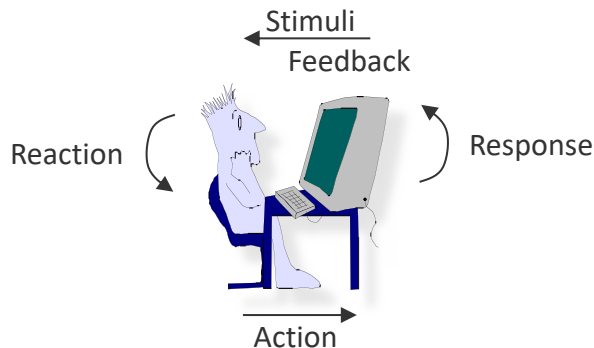 Stimuli
Feedback
Reaction
Response
Action